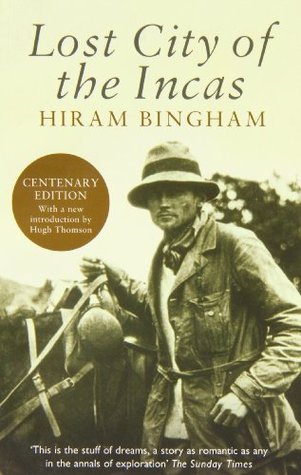 Lost City of
the Incas
HIRAM BINGHAM
CENTENARY
EDITION
With a new
introduction by
Hugh Thomson
'This is the stuff of dreams, a story as romantic as any
in the annals of exploration' The Sunday Times